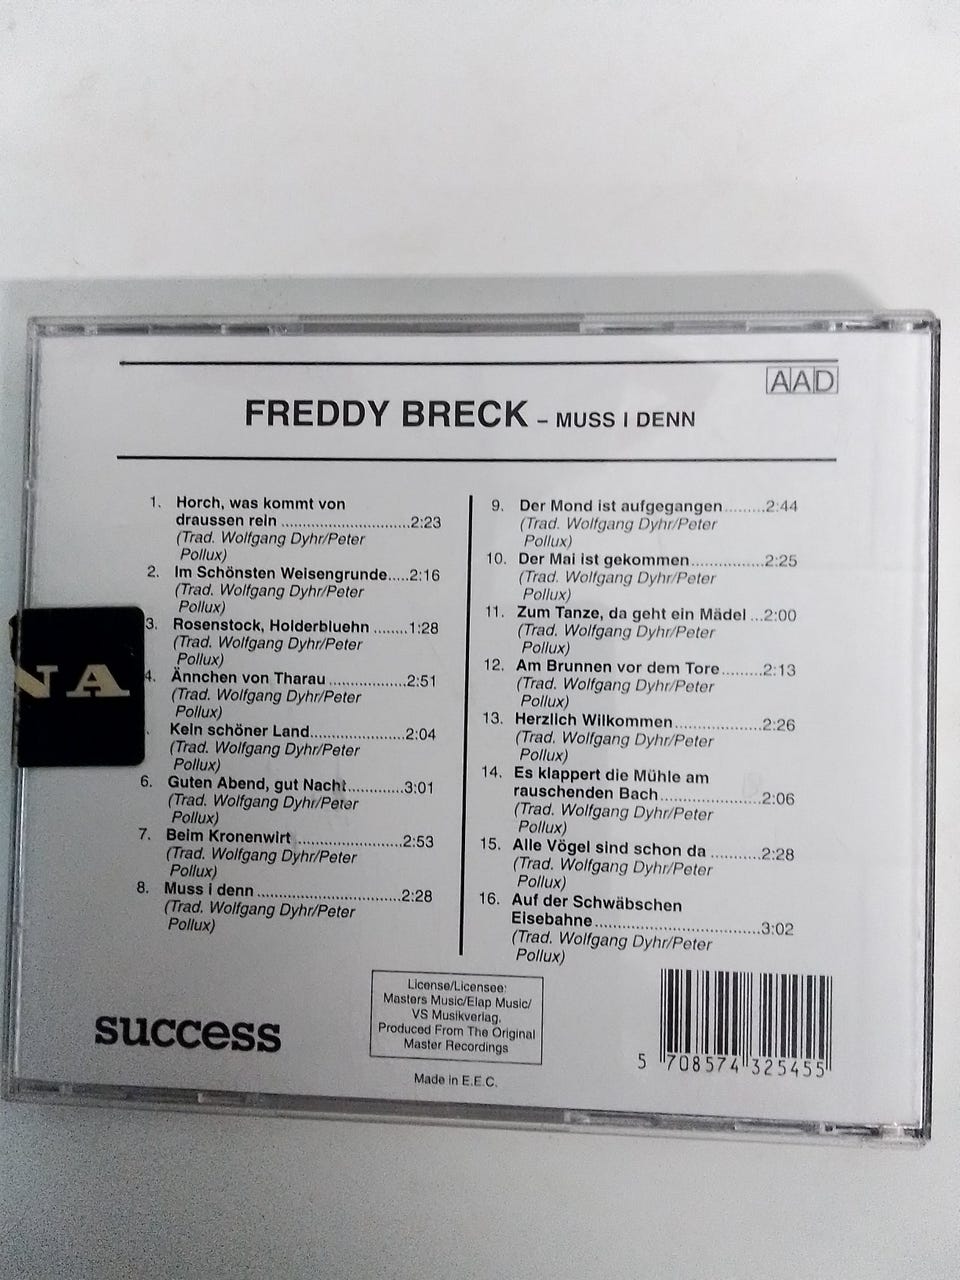 AAD
FREDDY BRECK – MUSS I DENN
1. Horch, was kommt von
draussen rein ............................2:23
(Trad. Wolfgang Dyhr/Peter
Pollux)
2. Im Schönsten Weisengrunde.....2:16
(Trad. Wolfgang Dyhr/Peter
Pollux)
3. Rosenstock, Holderbluehn ........1:28
(Trad. Wolfgang Dyhr/Peter
Pollux)
4. Ännchen von Tharau .................2:51
(Trad. Wolfgang Dyhr/Peter
Pollux)
. Kein schöner Land.....................2:04
(Trad. Wolfgang Dyhr/Peter
Pollux)
6. Guten Abend, gut Nacht............3:01
(Trad. Wolfgang Dyhr/Peter
Pollux)
7. Beim Kronenwirt .......................2:53
(Trad. Wolfgang Dyhr/Peter
Pollux)
8. Muss i denn ...............................2:28
(Trad. Wolfgang Dyhr/Peter
Pollux)
9. Der Mond ist aufgegangen.........2:44
(Trad. Wolfgang Dyhr/Peter
Pollux)
10. Der Mai ist gekommen................2:25
(Trad. Wolfgang Dyhr/Peter
Pollux)
11. Zum Tanze, da geht ein Mädel ...2:00
(Trad. Wolfgang Dyhr/Peter
Pollux)
12. Am Brunnen vor dem Tore.........2:13
(Trad. Wolfgang Dyhr/Peter
Pollux)
13. Herzlich Wilkommen...................2:26
(Trad. Wolfgang Dyhr/Peter
Pollux)
14. Es klappert die Mühle am
rauschenden Bach......................2:06
(Trad. Wolfgang Dyhr/Peter
Pollux)
15. Alle Vögel sind schon da ...........2:28
(Trad. Wolfgang Dyhr/Peter
Pollux)
16. Auf der Schwäbschen
Eisebahne....................................3:02
(Trad. Wolfgang Dyhr/Peter
Pollux)
NA
success
License/Licensee:
Masters Music/Elap Music/
VS Musikverlag.
Produced From The Original
Master Recordings
Made in E.E.C.
5 708574 325455